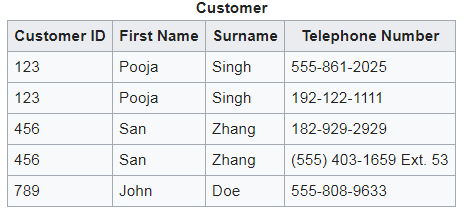 Customer
Customer ID First Name Surname Telephone Number
123 Pooja Singh 555-861-2025
123 Pooja Singh 192-122-1111
456 San Zhang 182-929-2929
456 San Zhang (555) 403-1659 Ext. 53
789 John Doe 555-808-9633